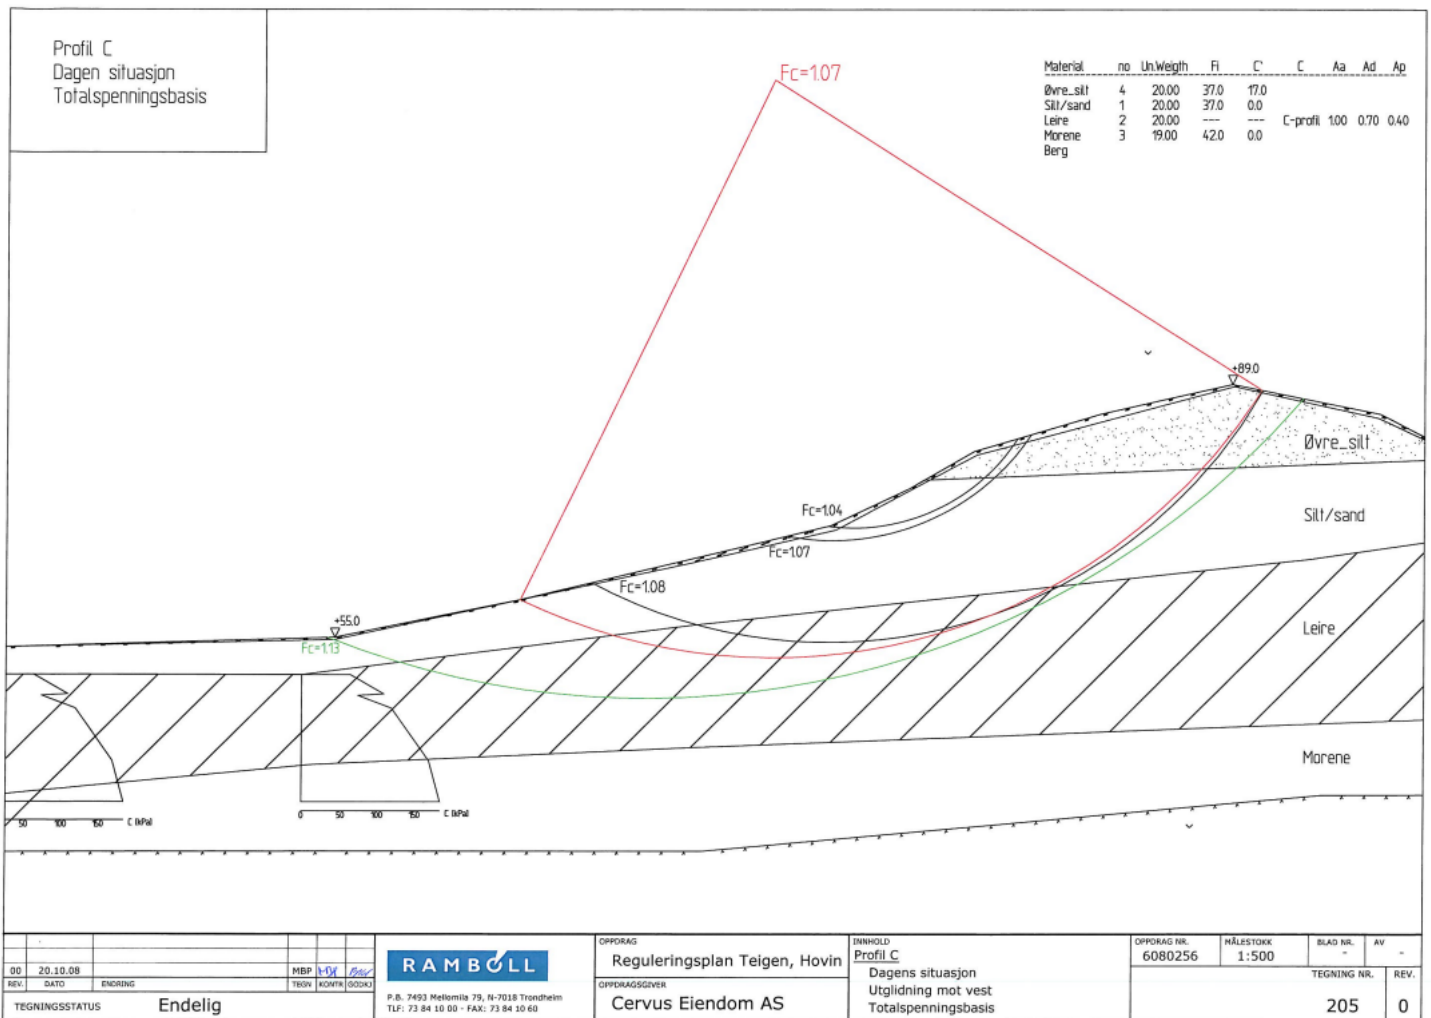 Profil C
Dagen situasjon
Totalspenningsbasis
Fc=1.07
Material no Un.Weigth Fi C' C Aa Ad Ap
Øvre_silt 4 20.00 37.0 17.0
Silt/sand 1 20.00 37.0 0.0
Leire 2 20.00 --- --- C-profil 1.00 0.70 0.40
Morene 3 19.00 42.0 0.0
Berg
+89.0
Øvre_silt
Fc=1.04
Silt/sand
Fc=1.07
Fc=1.08
+55.0
Fc=1.13
Leire
Morene
50 100 150 C (kPa)
0 50 100 150 C (kPa)
00 20.10.08 MBP
REV. DATO ENDRING TEGN KONTR GODKJ
TEGNINGSSTATUS Endelig
RAMBOLL
P.B. 7493 Mellomila 79, N-7018 Trondheim
TLF: 73 84 10 00 - FAX: 73 84 10 60
OPPDRAG
Reguleringsplan Teigen, Hovin
OPPDRAGSGIVER
Cervus Eiendom AS
INNHOLD
Profil C
Dagens situasjon
Utglidning mot vest
Totalspenningsbasis
OPPDRAG NR. MÅLESTOKK BLAD NR. AV
6080256 1:500 - -
TEGNING NR. REV.
205 0